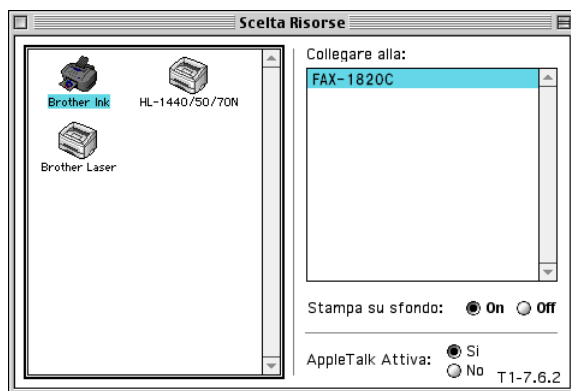 Scelta Risorse
Brother Ink
HL-1440/50/70N
Brother Laser
Collegare alla:
FAX-1820C
Stampa su sfondo: On Off
AppleTalk Attiva: Si
No
T1-7.6.2